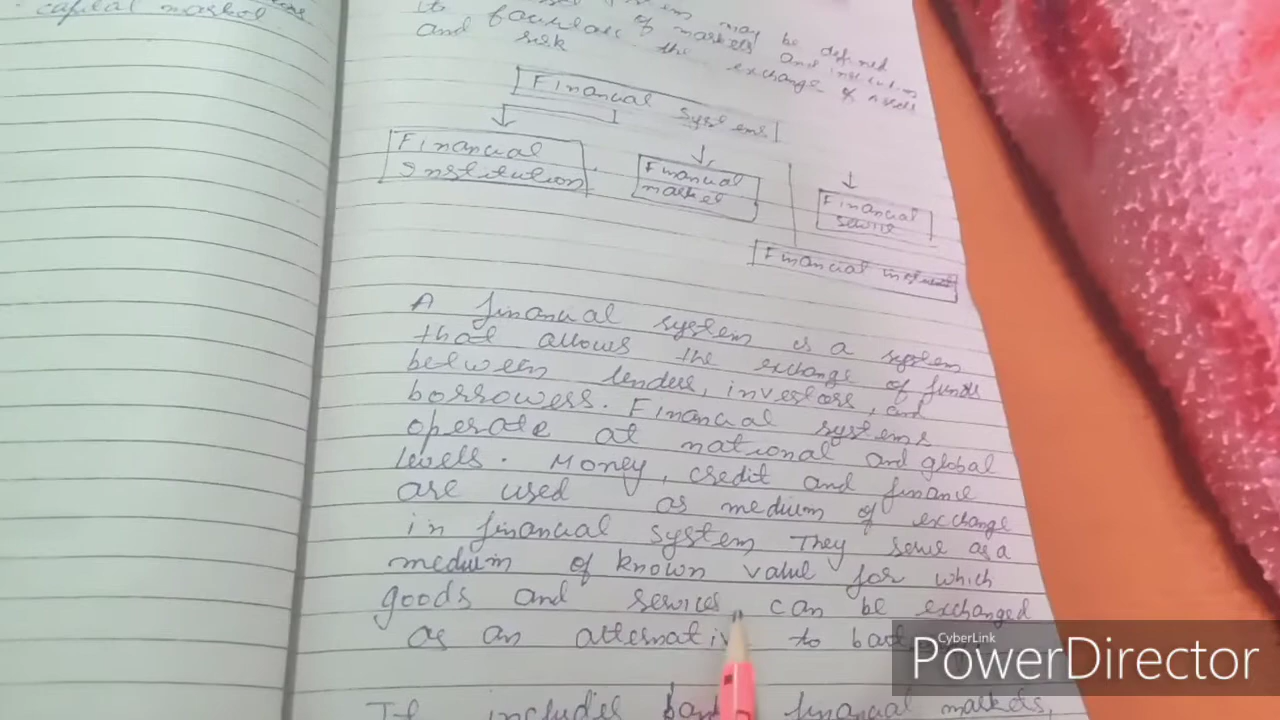 capital market
may be defined
of markets and
to facilitate the exchange of assets
and risk
Financial systems
Financial
Institution
Financial
market
Financial
service
Financial
A financial system is a system
that allows the exchange of funds
between lenders, investors, and
borrowers. Financial systems
operate at national and global
levels. Money, credit and finance
are used as medium of exchange
in financial system They serve as a
medium of known value for which
goods and services can be exchanged
as an alternative to
It includes financial markets,
CyberLink
PowerDirector